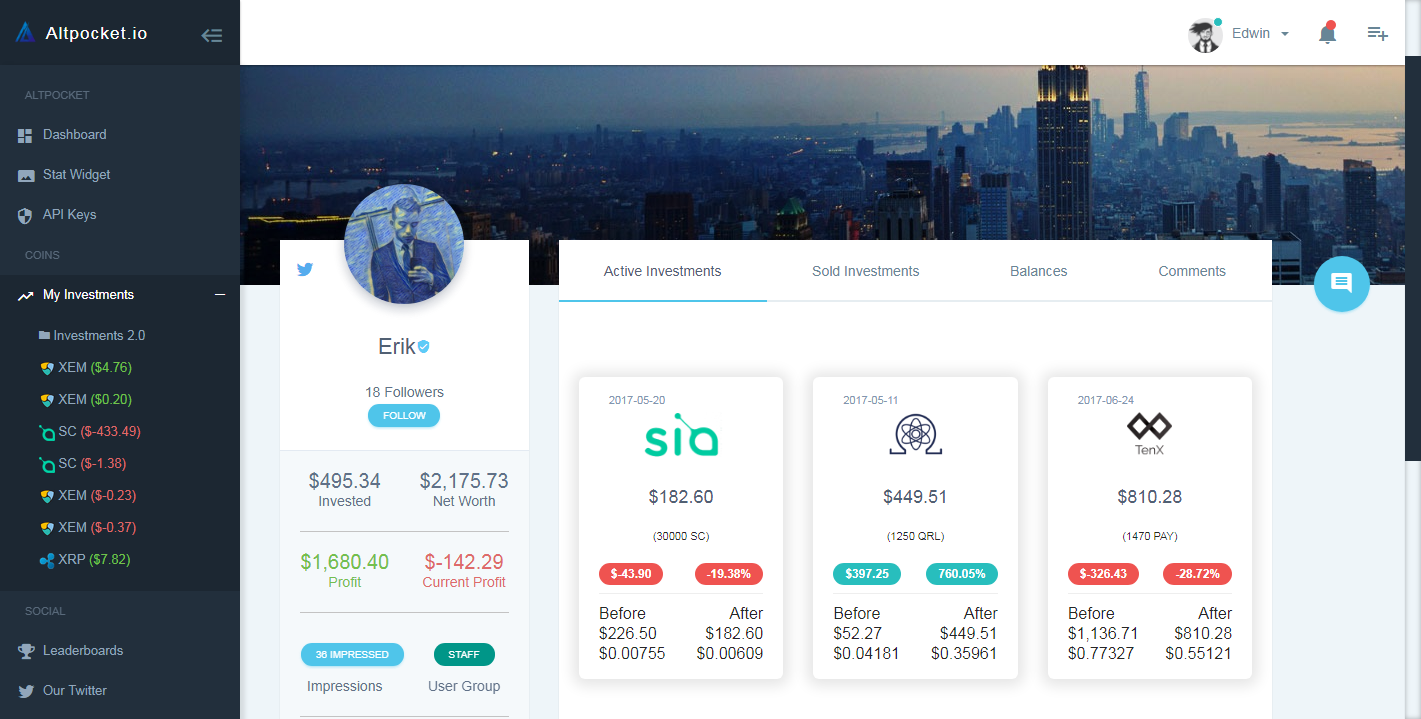 Altpocket.io
Edwin
ALTPOCKET
Dashboard
Stat Widget
API Keys
COINS
My Investments
Investments 2.0
XEM ($4.76)
XEM ($0.20)
SC ($-433.49)
SC ($-1.38)
XEM ($-0.23)
XEM ($-0.37)
XRP ($7.82)
SOCIAL
Leaderboards
Our Twitter
Erik
18 Followers
FOLLOW
$495.34 $2,175.73
Invested Net Worth
$1,680.40 $-142.29
Profit Current Profit
36 IMPRESSED STAFF
Impressions User Group
Active Investments Sold Investments Balances Comments
2017-05-20
sia
$182.60
(30000 SC)
$-43.90 -19.38%
Before After
$226.50 $182.60
$0.00755 $0.00609
2017-05-11
$449.51
(1250 QRL)
$397.25 760.05%
Before After
$52.27 $449.51
$0.04181 $0.35961
2017-06-24
TenX
$810.28
(1470 PAY)
$-326.43 -28.72%
Before After
$1,136.71 $810.28
$0.77327 $0.55121